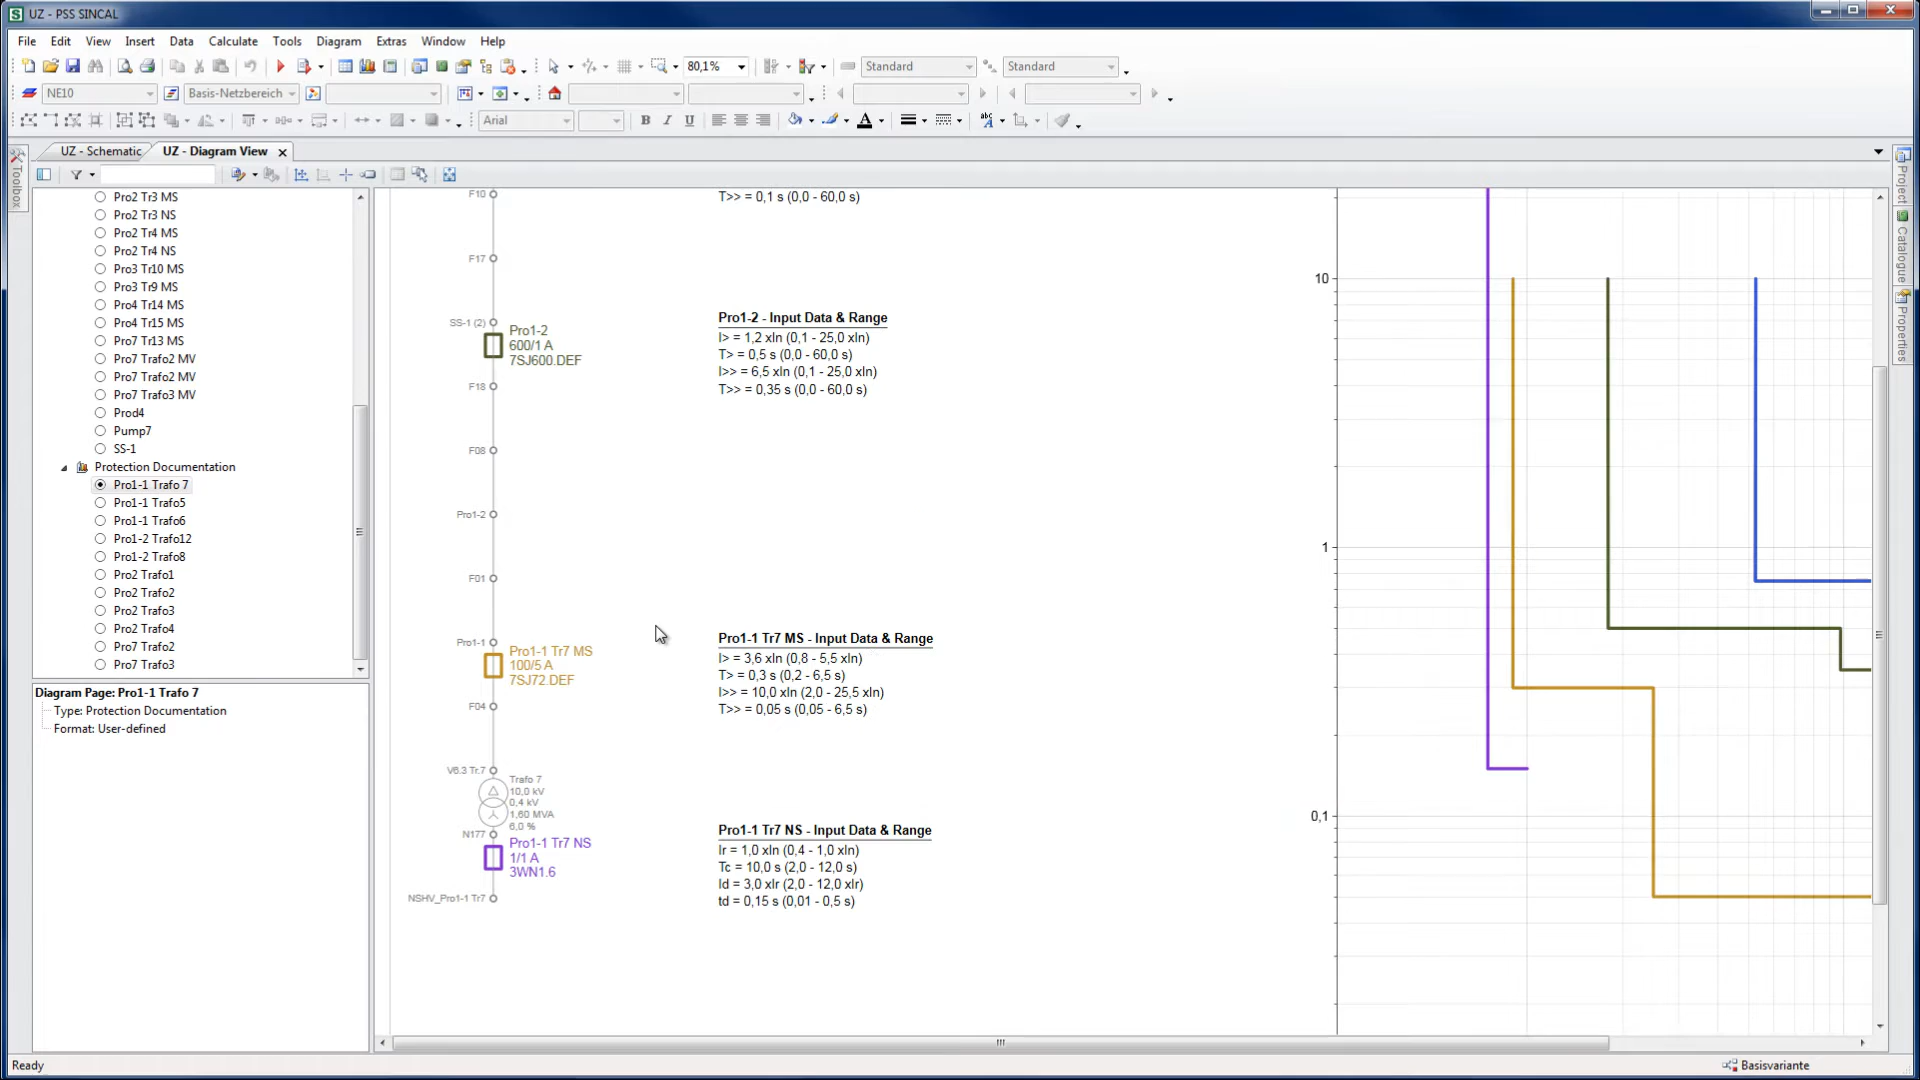 UZ - PSS SINCAL
File Edit View Insert Data Calculate Tools Diagram Extras Window Help
80,1% Standard Standard
NE10 Basis-Netzbereich
Arial B I U A abc
UZ - Schematic UZ - Diagram View
Toolbox
Project
Catalogue
Properties
Pro2 Tr3 MS
Pro2 Tr3 NS
Pro2 Tr4 MS
Pro2 Tr4 NS
Pro3 Tr10 MS
Pro3 Tr9 MS
Pro4 Tr14 MS
Pro4 Tr15 MS
Pro7 Tr13 MS
Pro7 Trafo2 MV
Pro7 Trafo2 MV
Pro7 Trafo3 MV
Prod4
Pump7
SS-1
Protection Documentation
Pro1-1 Trafo 7
Pro1-1 Trafo5
Pro1-1 Trafo6
Pro1-2 Trafo12
Pro1-2 Trafo8
Pro2 Trafo1
Pro2 Trafo2
Pro2 Trafo3
Pro2 Trafo4
Pro7 Trafo2
Pro7 Trafo3
Diagram Page: Pro1-1 Trafo 7
Type: Protection Documentation
Format: User-defined
F10
F17
SS-1 (2)
Pro1-2
600/1 A
7SJ600.DEF
F18
F08
Pro1-2
F01
Pro1-1
Pro1-1 Tr7 MS
100/5 A
7SJ72.DEF
F04
V6.3 Tr.7
Trafo 7
10,0 kV
0,4 kV
1,60 MVA
6,0 %
N177
Pro1-1 Tr7 NS
1/1 A
3WN1.6
NSHV_Pro1-1 Tr7
T>> = 0,1 s (0,0 - 60,0 s)
Pro1-2 - Input Data & Range
I> = 1,2 xIn (0,1 - 25,0 xIn)
T> = 0,5 s (0,0 - 60,0 s)
I>> = 6,5 xIn (0,1 - 25,0 xIn)
T>> = 0,35 s (0,0 - 60,0 s)
Pro1-1 Tr7 MS - Input Data & Range
I> = 3,6 xIn (0,8 - 5,5 xIn)
T> = 0,3 s (0,2 - 6,5 s)
I>> = 10,0 xIn (2,0 - 25,5 xIn)
T>> = 0,05 s (0,05 - 6,5 s)
Pro1-1 Tr7 NS - Input Data & Range
Ir = 1,0 xIn (0,4 - 1,0 xIn)
Tc = 10,0 s (2,0 - 12,0 s)
Id = 3,0 xIr (2,0 - 12,0 xIr)
td = 0,15 s (0,01 - 0,5 s)
10
1
0,1
Ready
Basisvariante